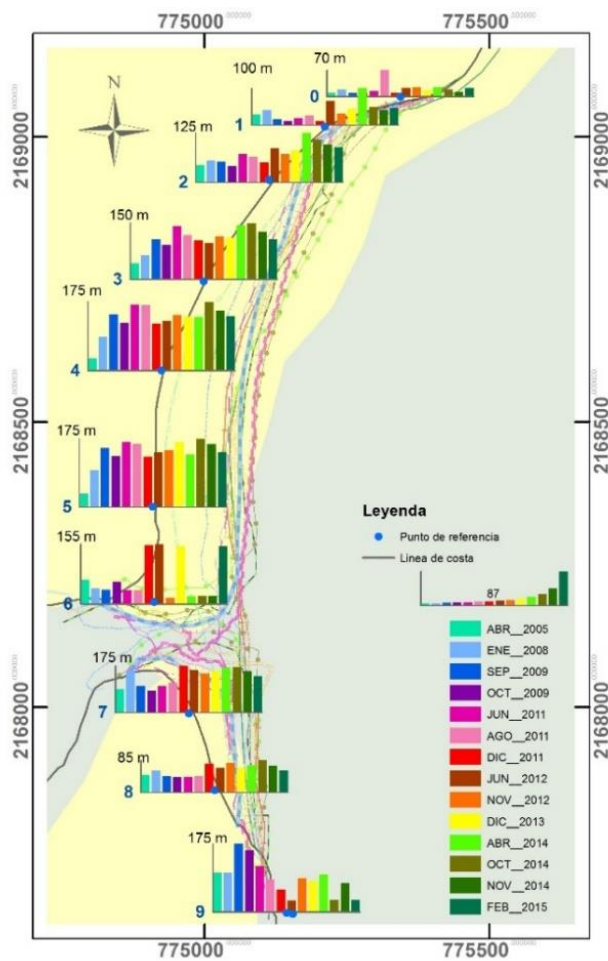 775000
775500
70 m
100 m
0
N
1
125 m
2169000
2169000
2
150 m
3
175 m
4
2168500
2168500
175 m
5
Leyenda
Punto de referencia
155 m
Linea de costa
87
6
ABR__2005
ENE__2008
SEP__2009
175 m
OCT__2009
2168000
2168000
7
JUN__2011
AGO__2011
85 m
DIC__2011
8
JUN__2012
NOV__2012
DIC__2013
175 m
ABR__2014
OCT__2014
NOV__2014
9
FEB__2015
775000
775500